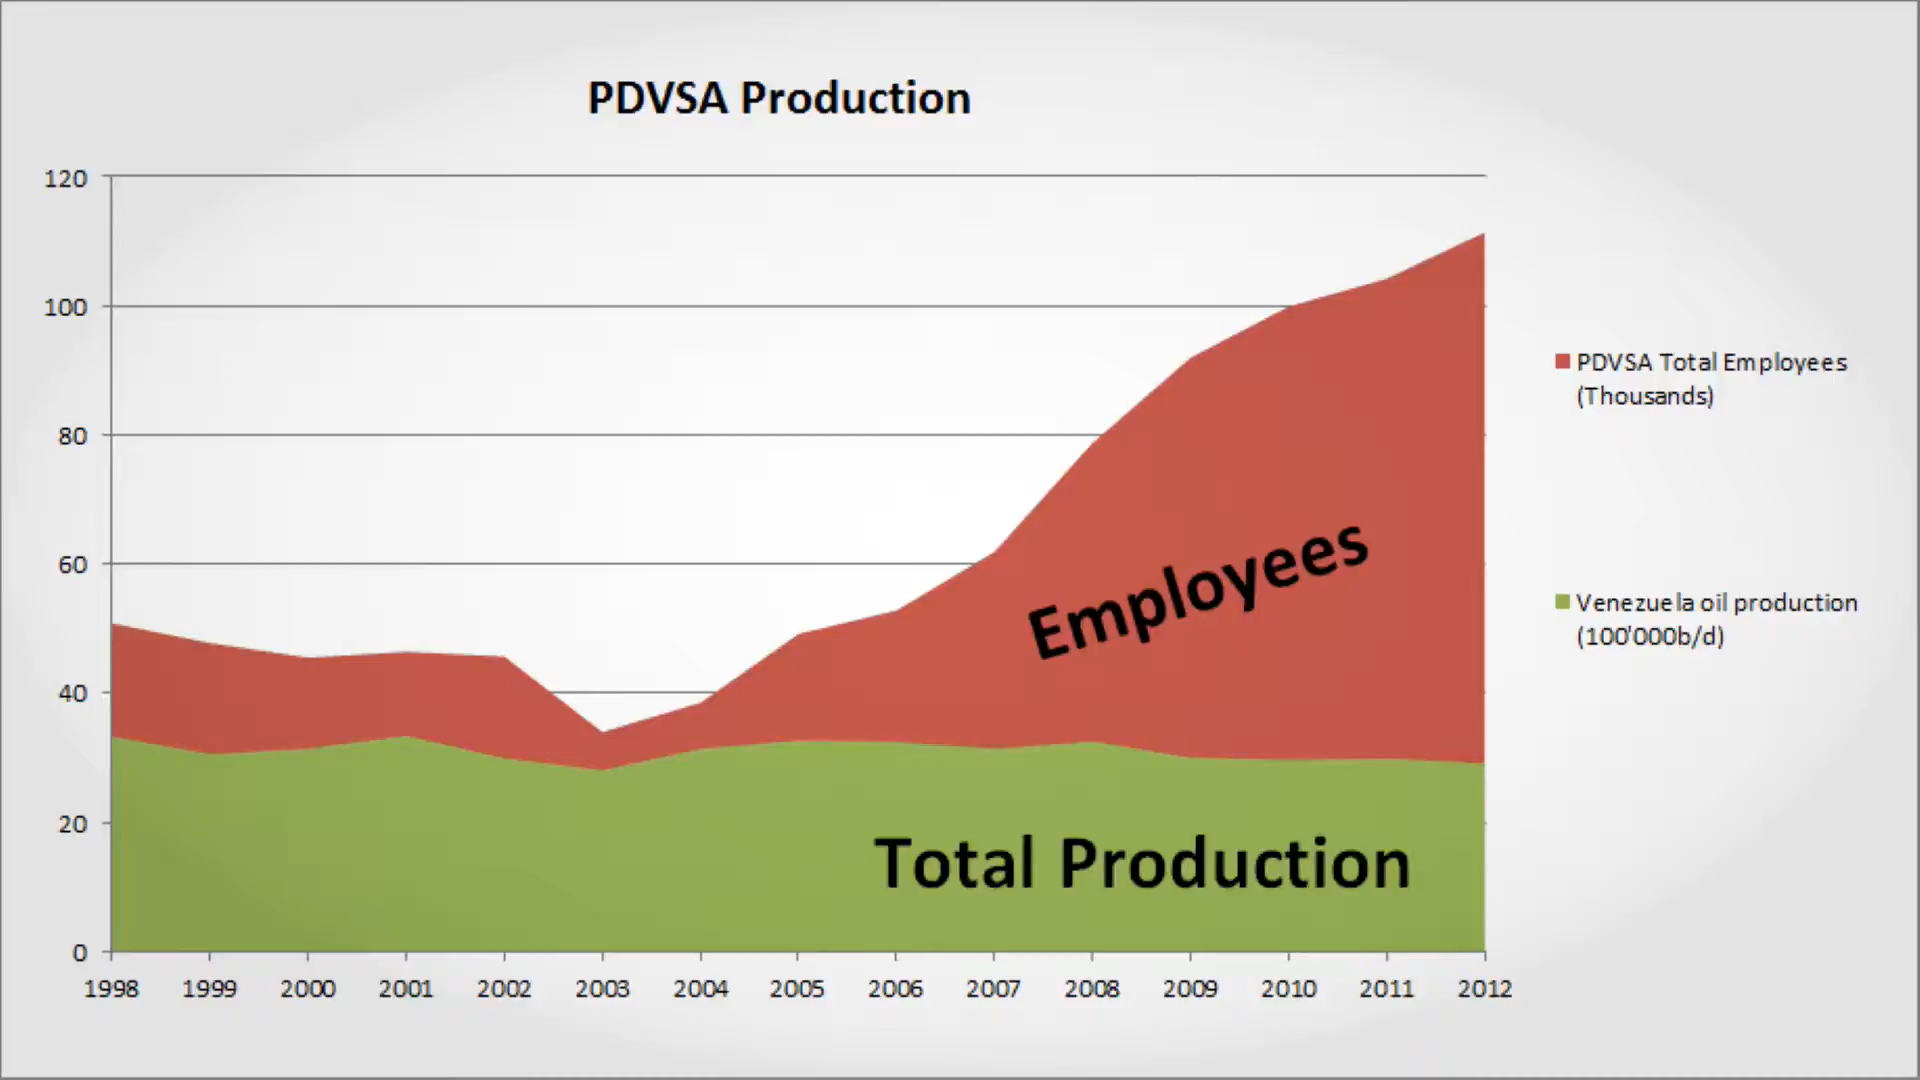 PDVSA Production
120
100
80
60
40
20
0
1998 1999 2000 2001 2002 2003 2004 2005 2006 2007 2008 2009 2010 2011 2012
Employees
Total Production
PDVSA Total Employees
(Thousands)
Venezuela oil production
(100'000b/d)